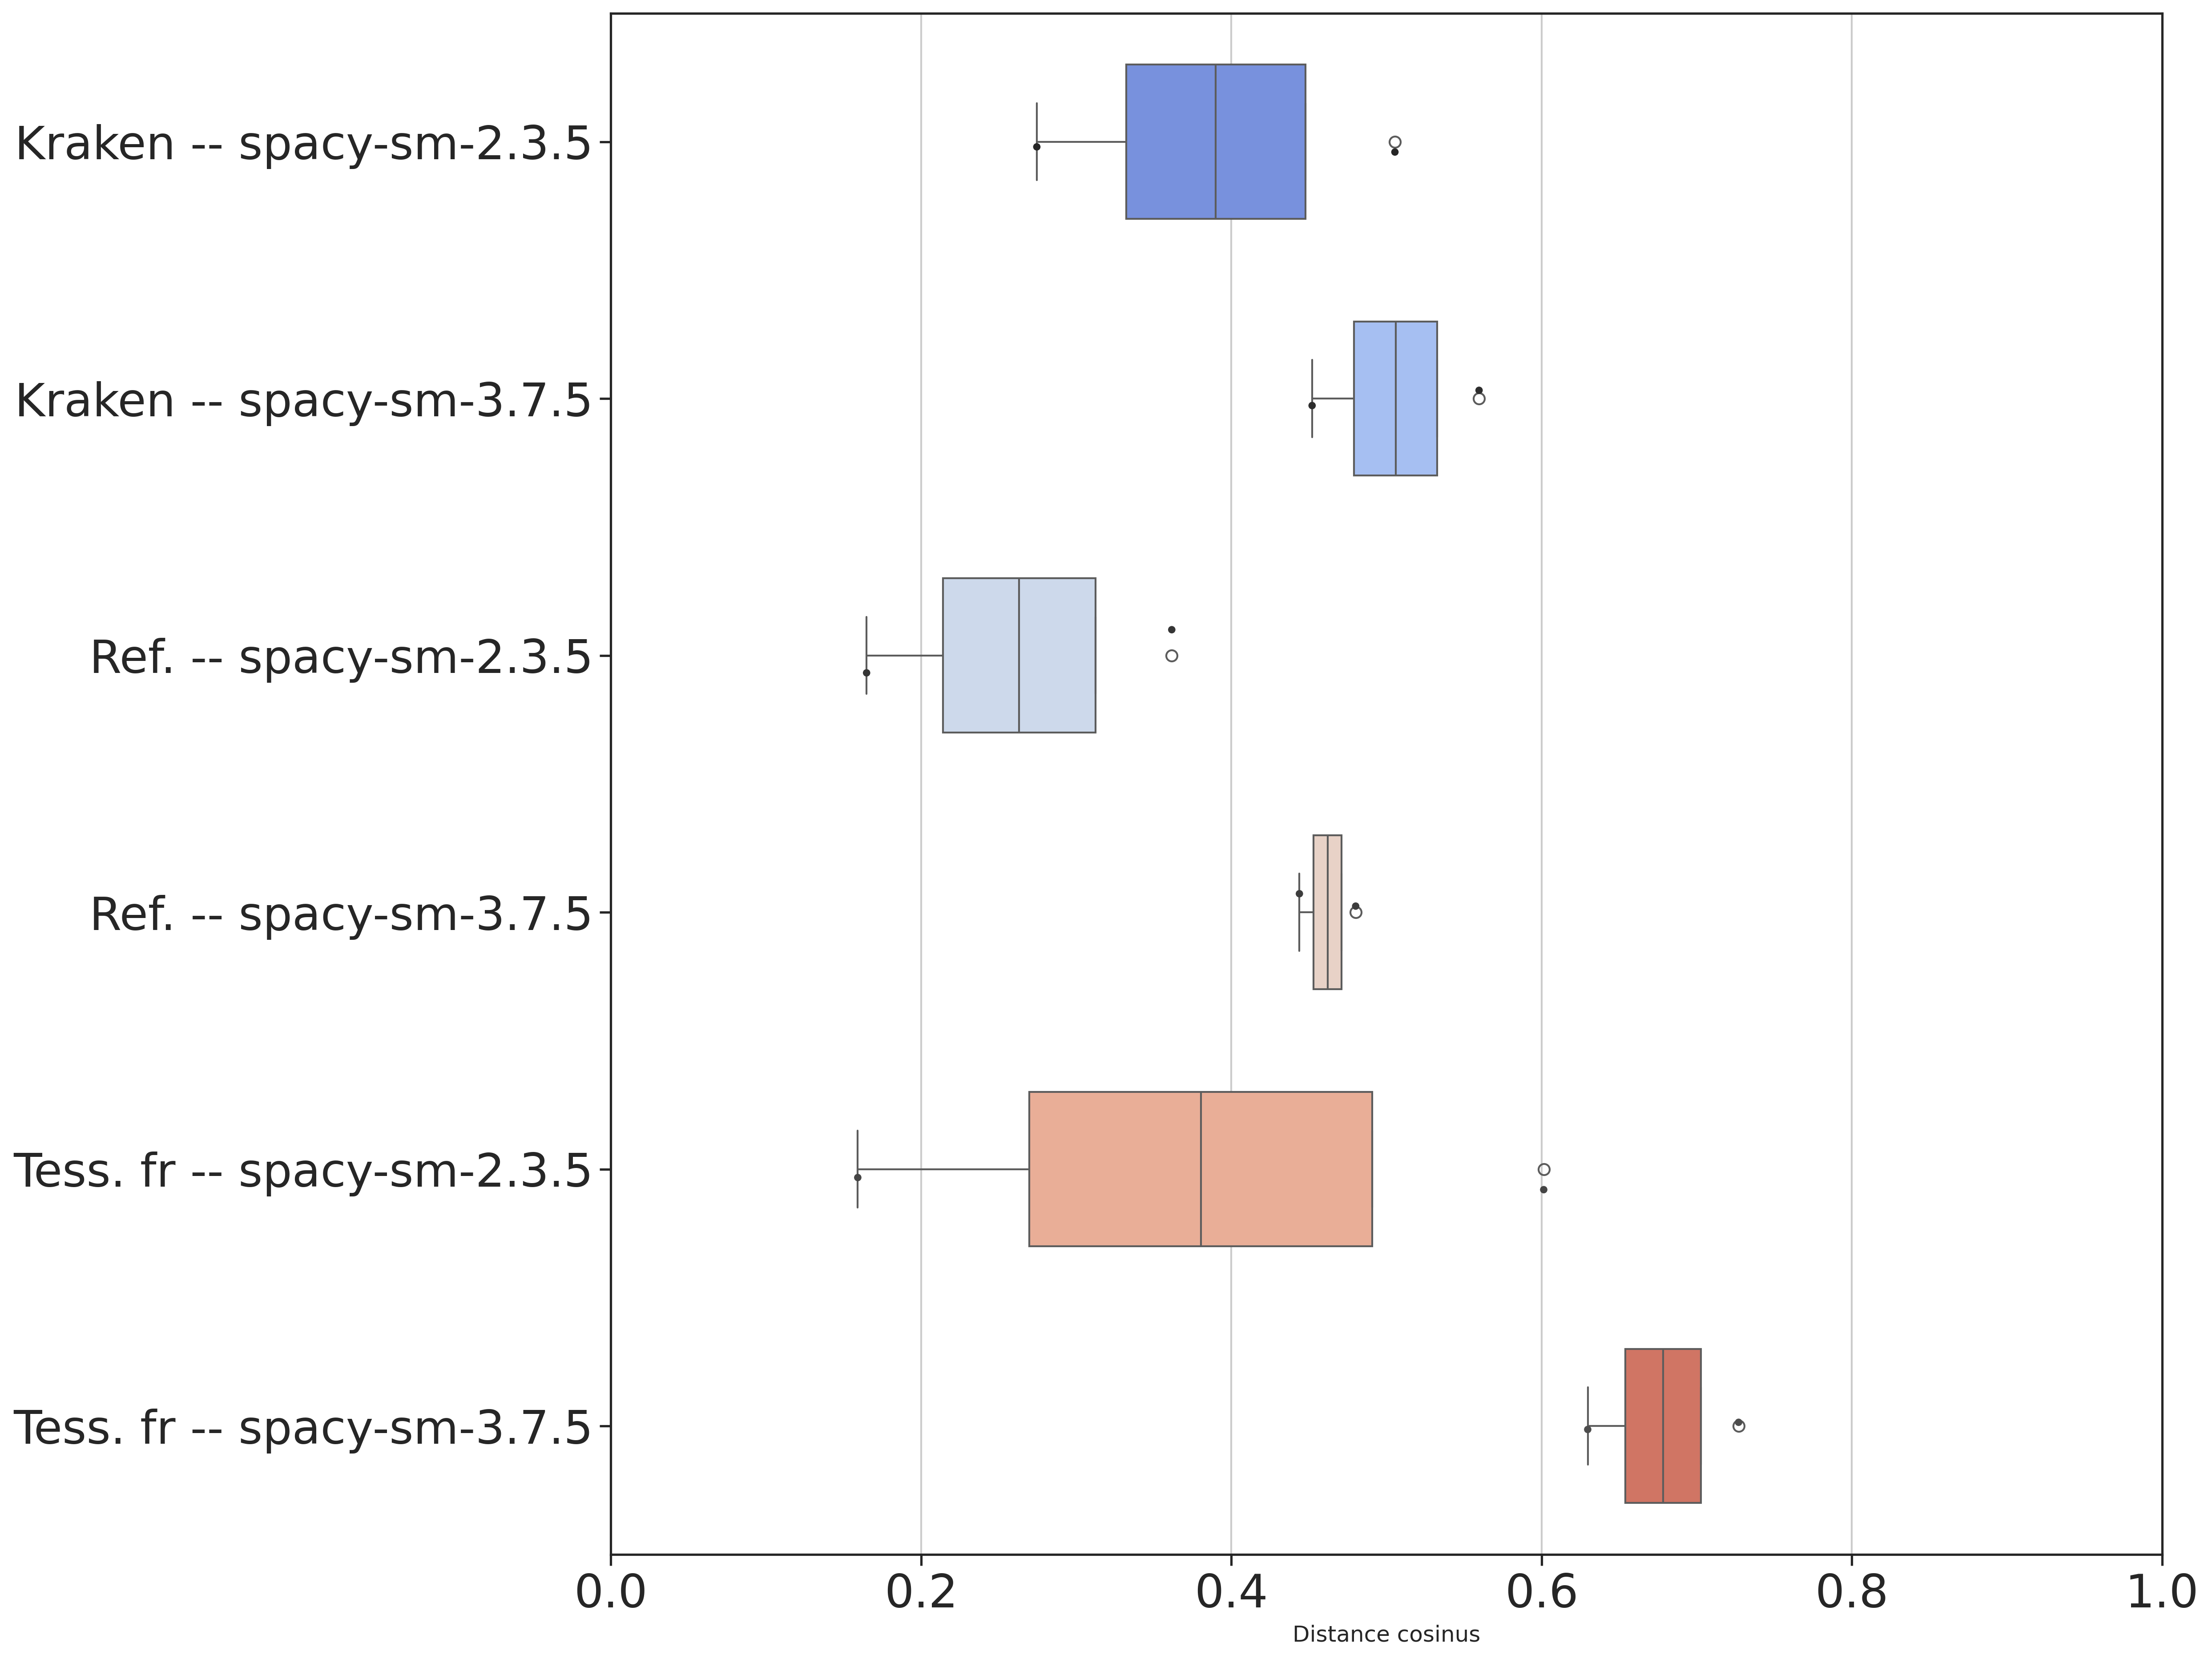 Kraken -- spacy-sm-2.3.5
Kraken -- spacy-sm-3.7.5
Ref. -- spacy-sm-2.3.5
Ref. -- spacy-sm-3.7.5
Tess. fr -- spacy-sm-2.3.5
Tess. fr -- spacy-sm-3.7.5
0.0 0.2 0.4 0.6 0.8 1.0
Distance cosinus